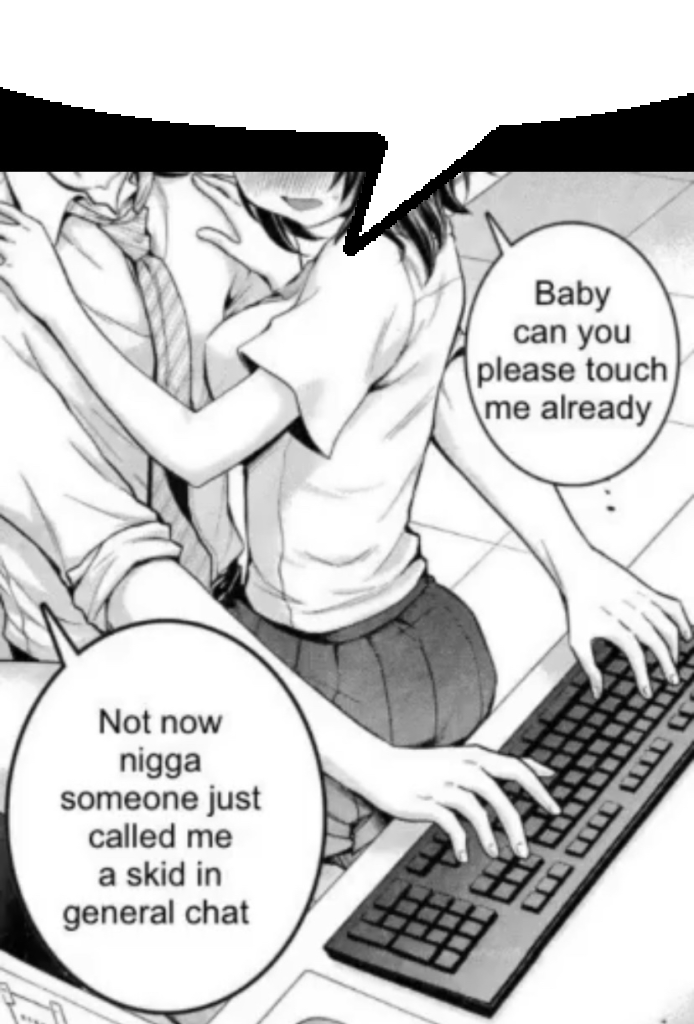 Baby
can you
please touch
me already
Not now
nigga
someone just
called me
a skid in
general chat